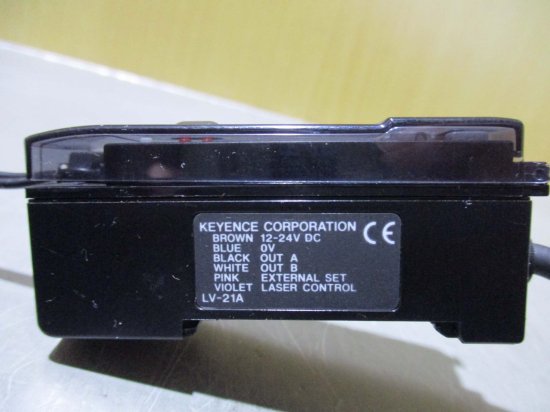 KEYENCE CORPORATION
BROWN 12-24V DC
BLUE 0V
BLACK OUT A
WHITE OUT B
PINK EXTERNAL SET
VIOLET LASER CONTROL
LV-21A
CE